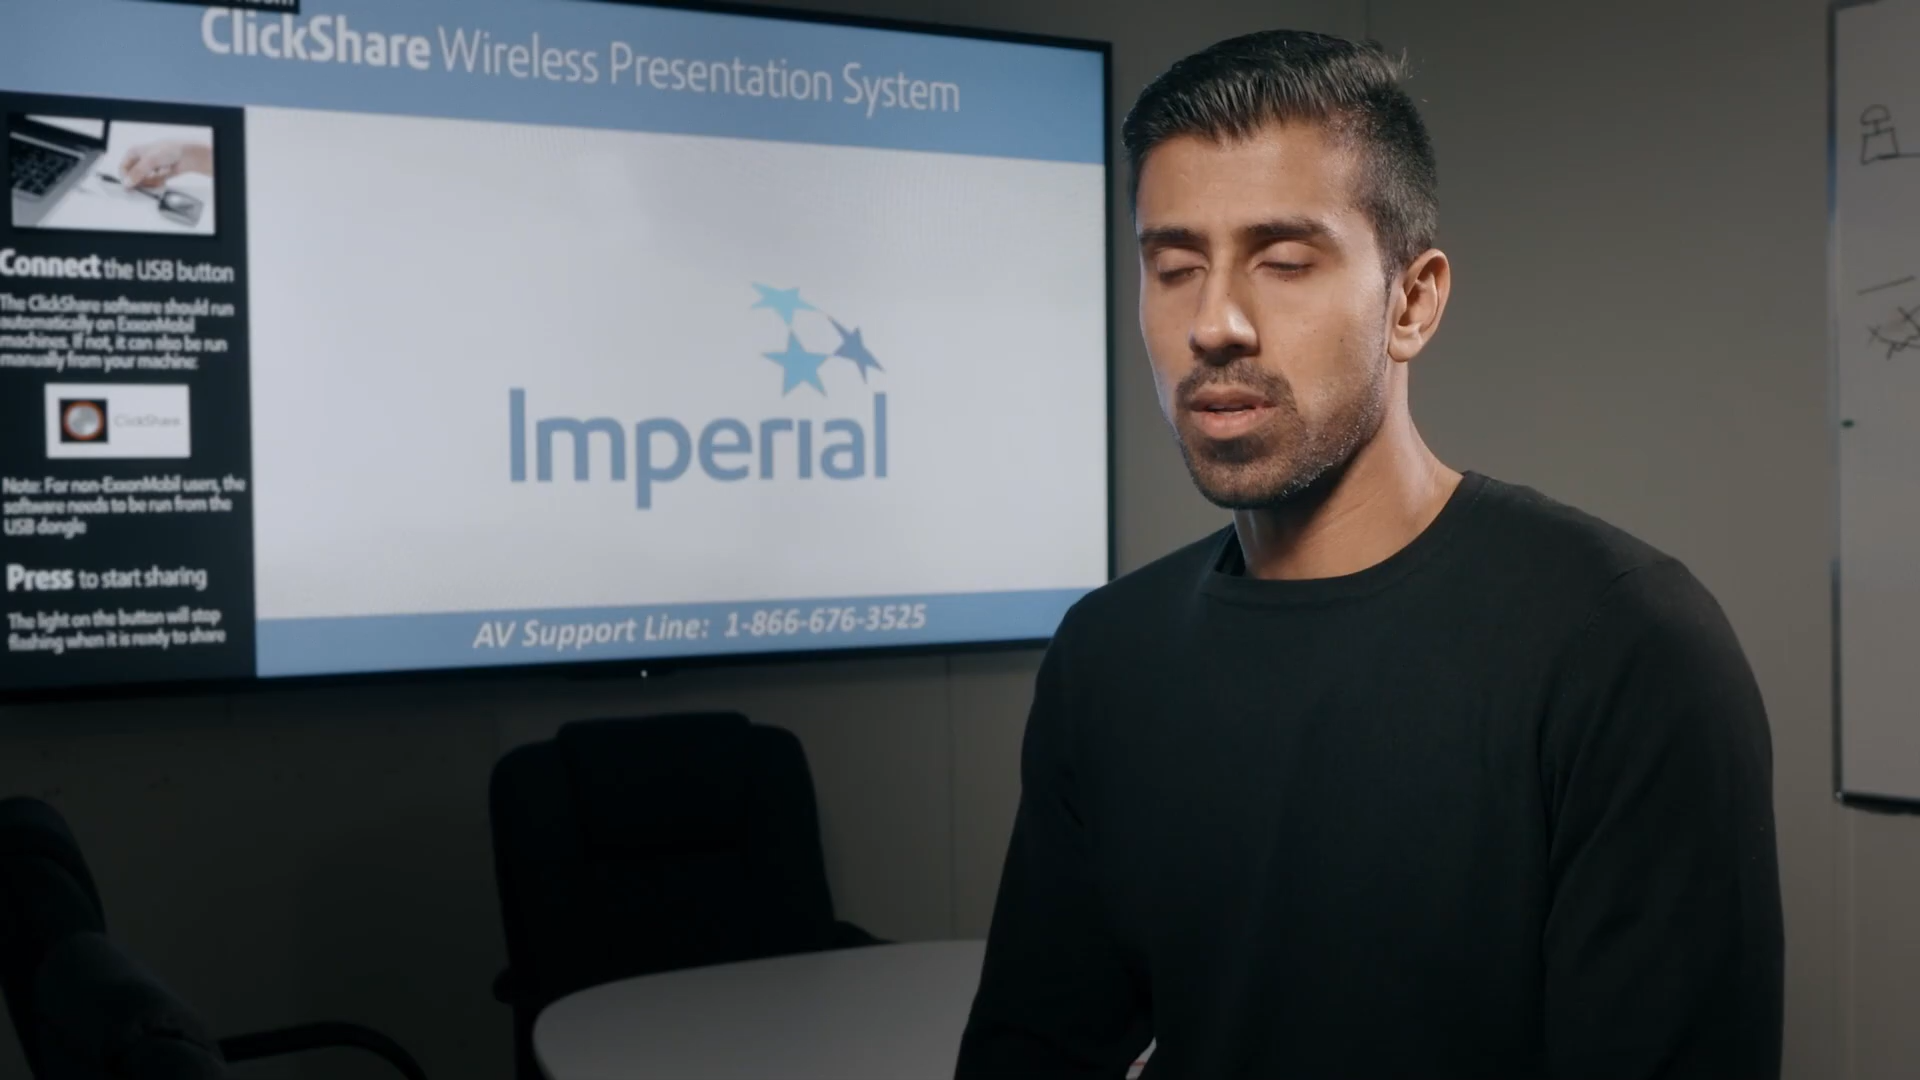 ClickShare Wireless Presentation System
Connect the USB button
The ClickShare software should run
automatically on ExxonMobil
machines. If not, it can also be run
manually from your machine:
ClickShare
Note: For non-ExxonMobil users, the
software needs to be run from the
USB dongle
Press to start sharing
The light on the button will stop
flashing when it is ready to share
Imperial
AV Support Line: 1-866-676-3525